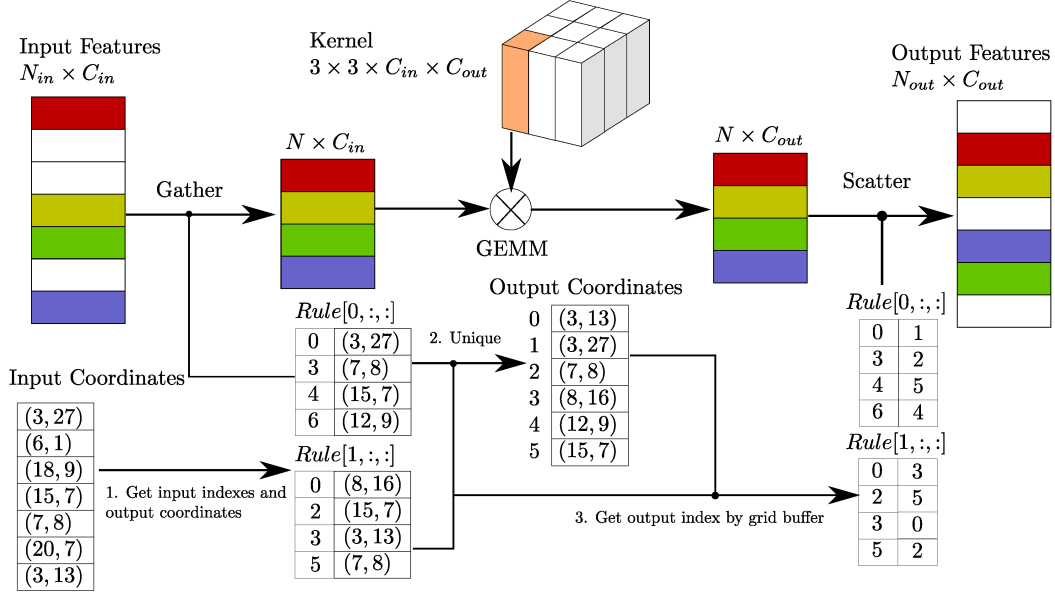 Input Features
N_in × C_in
Kernel
3 × 3 × C_in × C_out
Output Features
N_out × C_out
N × C_in
N × C_out
Gather
Scatter
GEMM
Input Coordinates
(3, 27)
(6, 1)
(18, 9)
(15, 7)
(7, 8)
(20, 7)
(3, 13)
1. Get input indexes and
output coordinates
Rule[0, :, :]
0 (3, 27)
3 (7, 8)
4 (15, 7)
6 (12, 9)
Rule[1, :, :]
0 (8, 16)
2 (15, 7)
3 (3, 13)
5 (7, 8)
2. Unique
Output Coordinates
0 (3, 13)
1 (3, 27)
2 (7, 8)
3 (8, 16)
4 (12, 9)
5 (15, 7)
3. Get output index by grid buffer
Rule[0, :, :]
0 1
3 2
4 5
6 4
Rule[1, :, :]
0 3
2 5
3 0
5 2